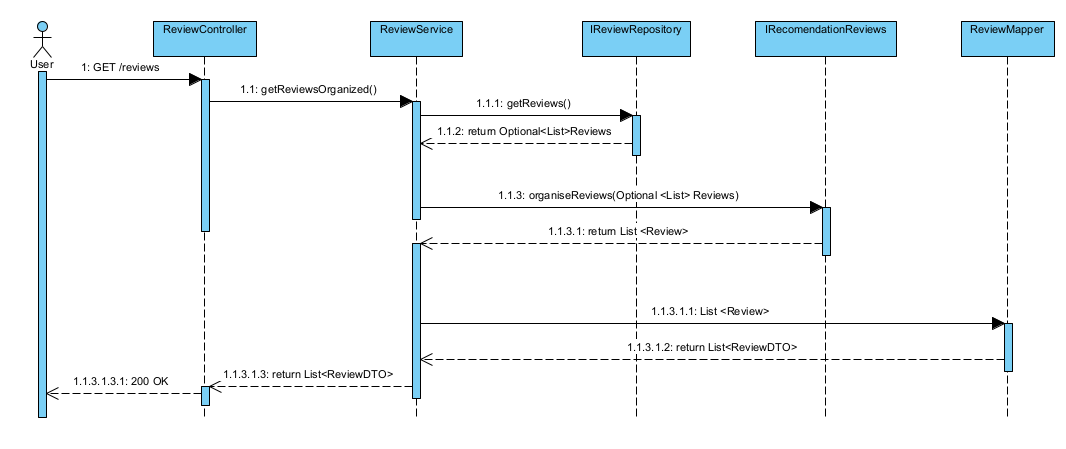 ReviewController
ReviewService
IReviewRepository
IRecomendationReviews
ReviewMapper
User
1: GET /reviews
1.1: getReviewsOrganized()
1.1.1: getReviews()
1.1.2: return Optional<List>Reviews
1.1.3: organiseReviews(Optional <List> Reviews)
1.1.3.1: return List <Review>
1.1.3.1.1: List <Review>
1.1.3.1.2: return List<ReviewDTO>
1.1.3.1.3: return List<ReviewDTO>
1.1.3.1.3.1: 200 OK